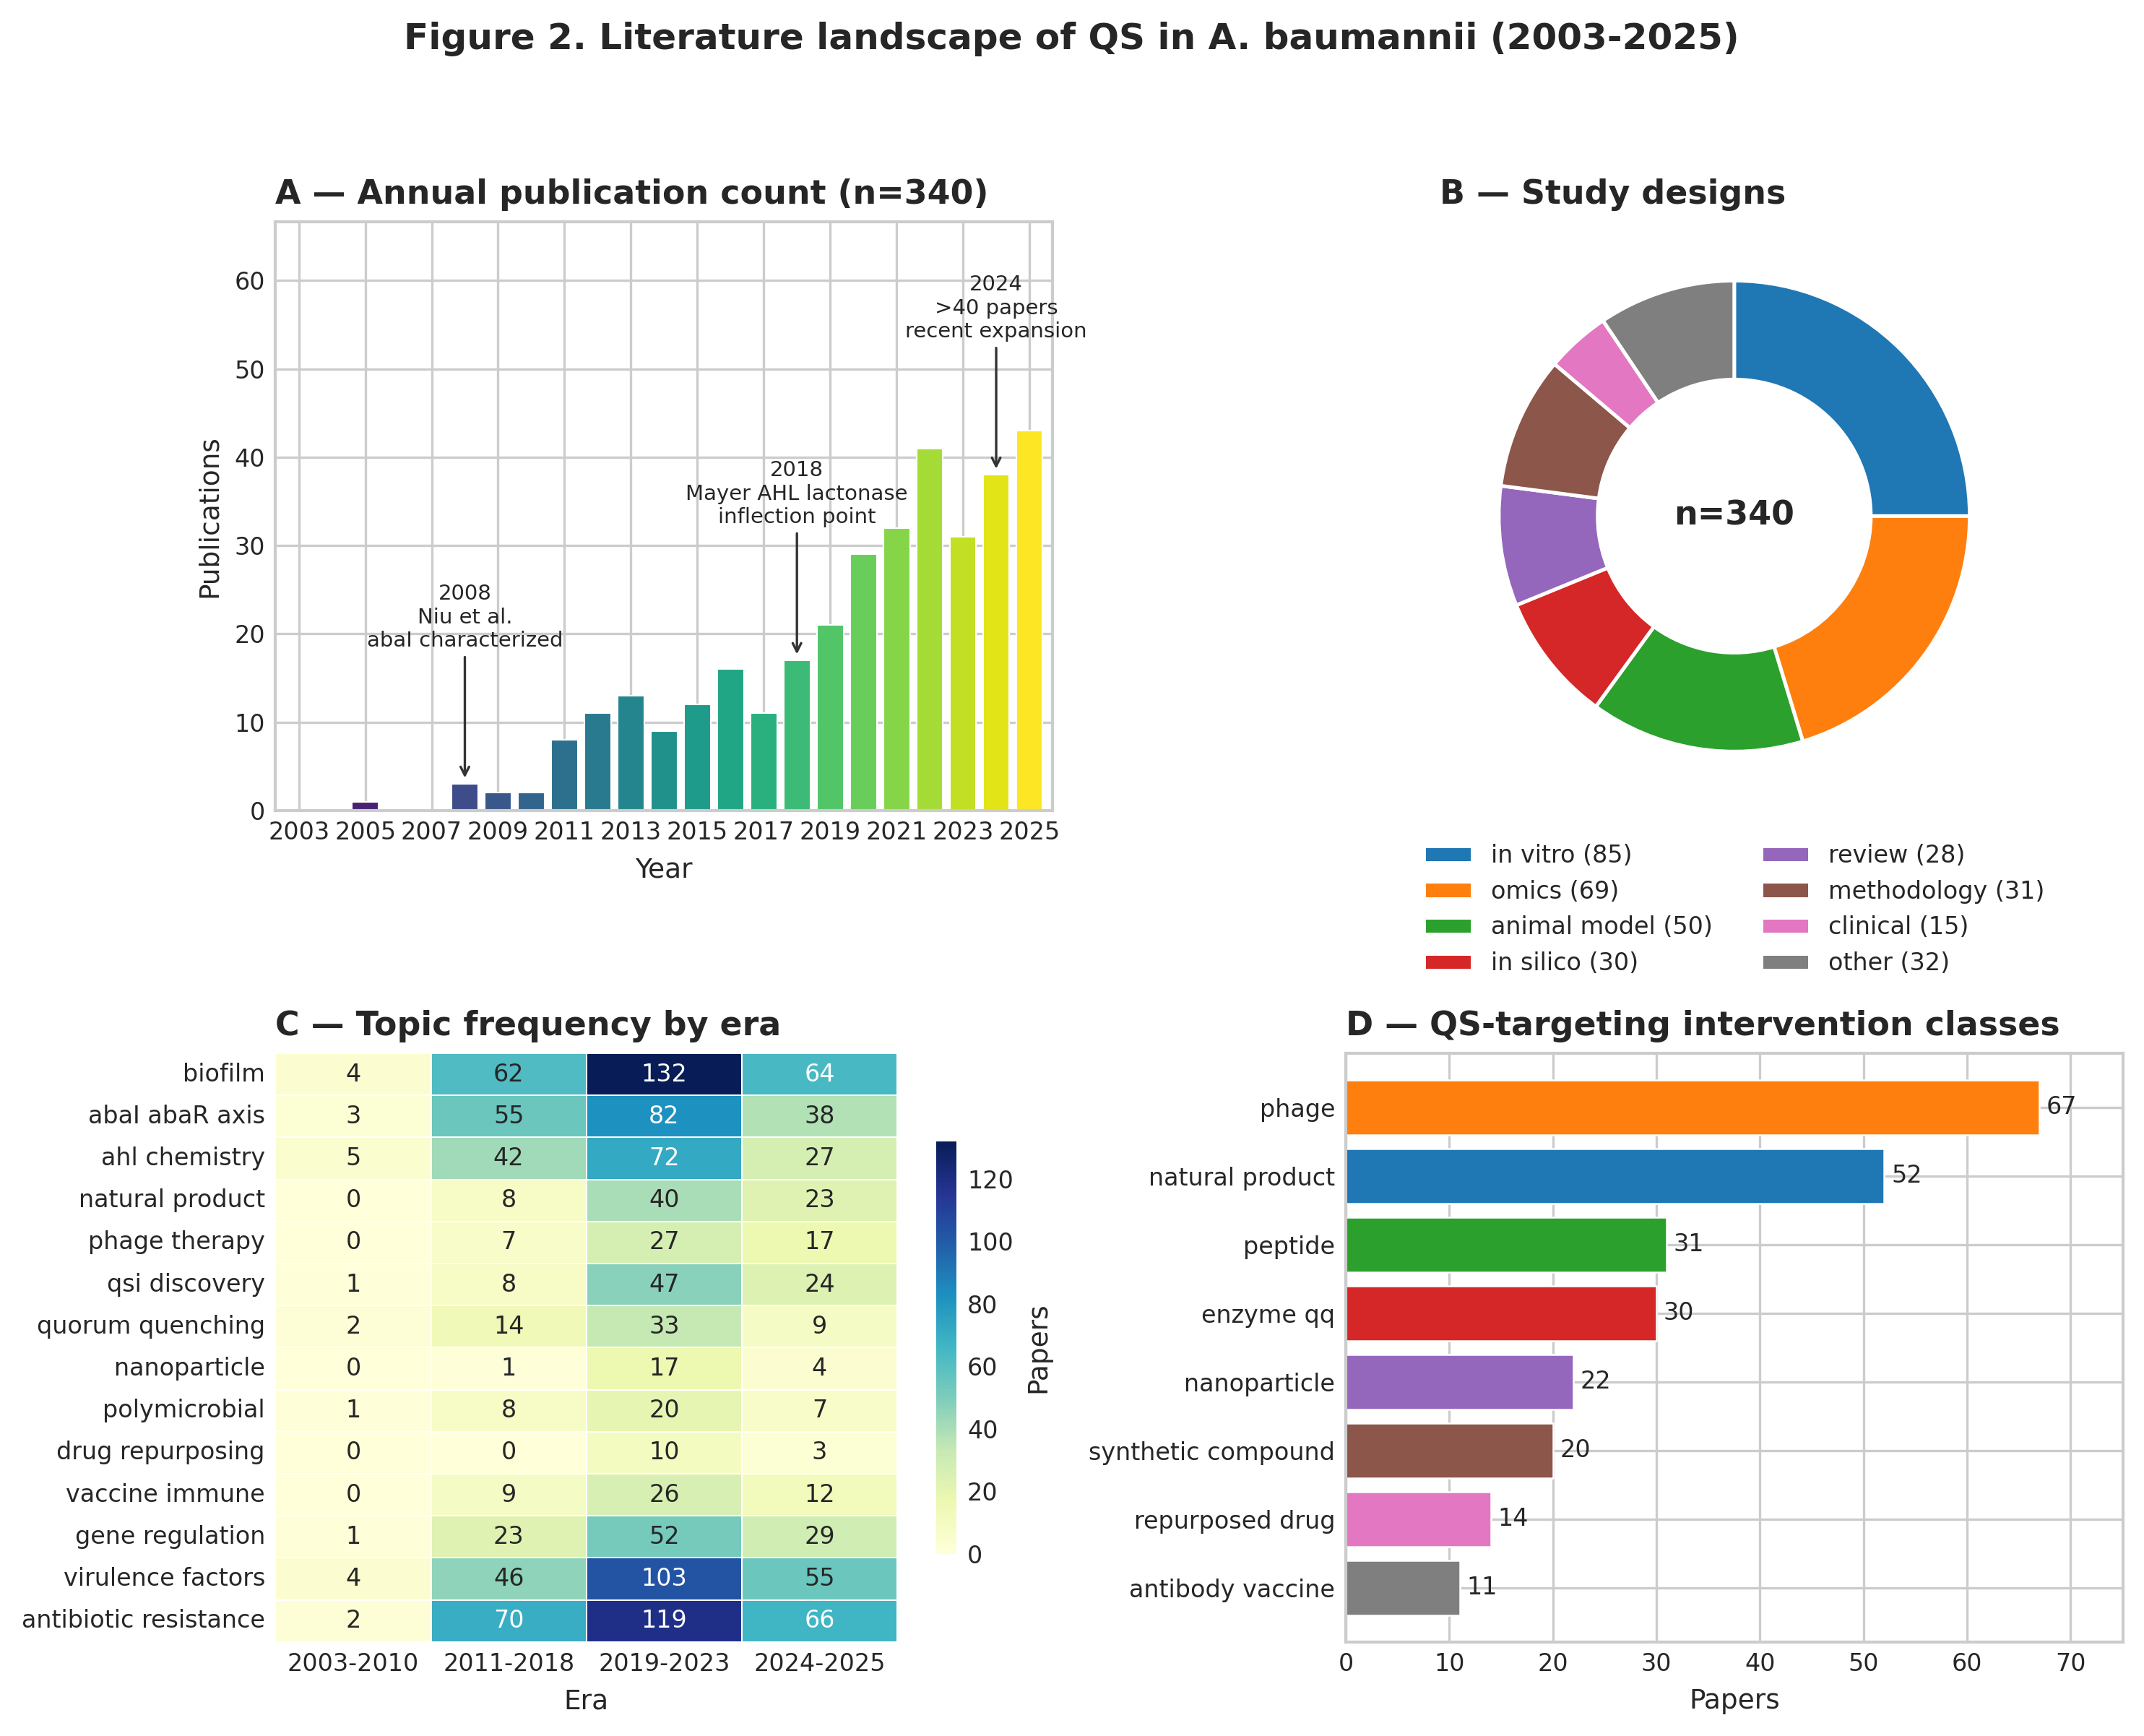 Figure 2. Literature landscape of QS in A. baumannii (2003-2025)
A — Annual publication count (n=340)
Publications
60
50
40
30
20
10
0
2024
>40 papers
recent expansion
2018
Mayer AHL lactonase
inflection point
2008
Niu et al.
abaI characterized
2003 2005 2007 2009 2011 2013 2015 2017 2019 2021 2023 2025
Year
B — Study designs
n=340
in vitro (85)
omics (69)
animal model (50)
in silico (30)
review (28)
methodology (31)
clinical (15)
other (32)
C — Topic frequency by era
biofilm 4 62 132 64
abaI abaR axis 3 55 82 38
ahl chemistry 5 42 72 27
natural product 0 8 40 23
phage therapy 0 7 27 17
qsi discovery 1 8 47 24
quorum quenching 2 14 33 9
nanoparticle 0 1 17 4
polymicrobial 1 8 20 7
drug repurposing 0 0 10 3
vaccine immune 0 9 26 12
gene regulation 1 23 52 29
virulence factors 4 46 103 55
antibiotic resistance 2 70 119 66
2003-2010 2011-2018 2019-2023 2024-2025
Era
120
100
80
60
40
20
0
Papers
D — QS-targeting intervention classes
phage 67
natural product 52
peptide 31
enzyme qq 30
nanoparticle 22
synthetic compound 20
repurposed drug 14
antibody vaccine 11
0 10 20 30 40 50 60 70
Papers